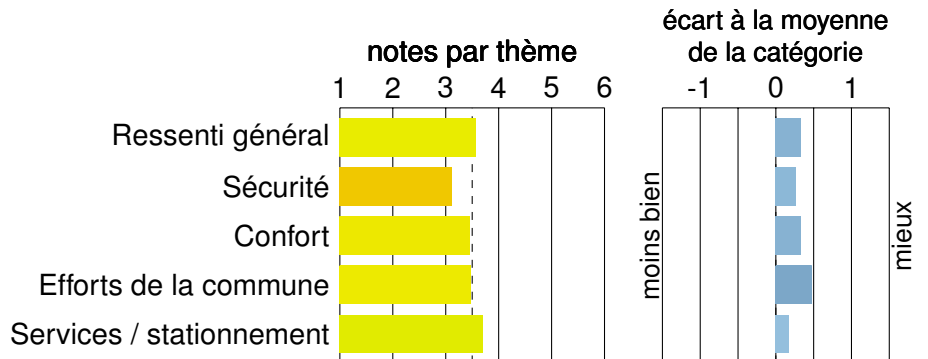 notes par thème
écart à la moyenne
de la catégorie
1 2 3 4 5 6
-1 0 1
Ressenti général
Sécurité
Confort
Efforts de la commune
Services / stationnement
moins bien
mieux